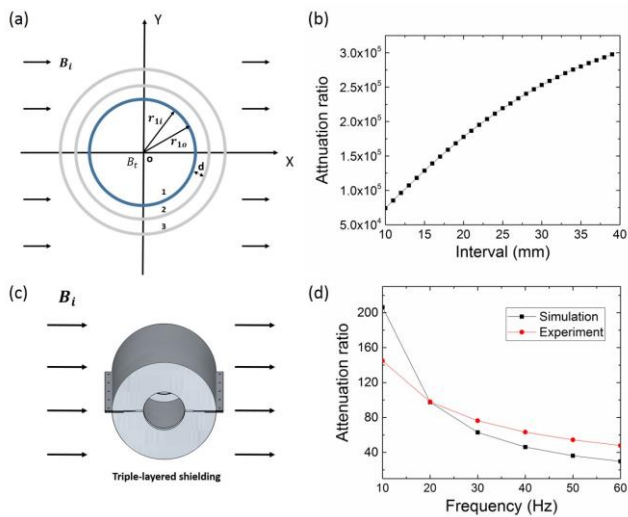 (a)
Y
B_i
r_1i
r_1o
B_t
O
X
d
1
2
3
(b)
Attnuation ratio
3.0x10^5
2.5x10^5
2.0x10^5
1.5x10^5
1.0x10^5
5.0x10^4
10 15 20 25 30 35 40
Interval (mm)
(c)
B_i
Triple-layered shielding
(d)
Attenuation ratio
200
160
120
80
40
Simulation
Experiment
10 20 30 40 50 60
Frequency (Hz)